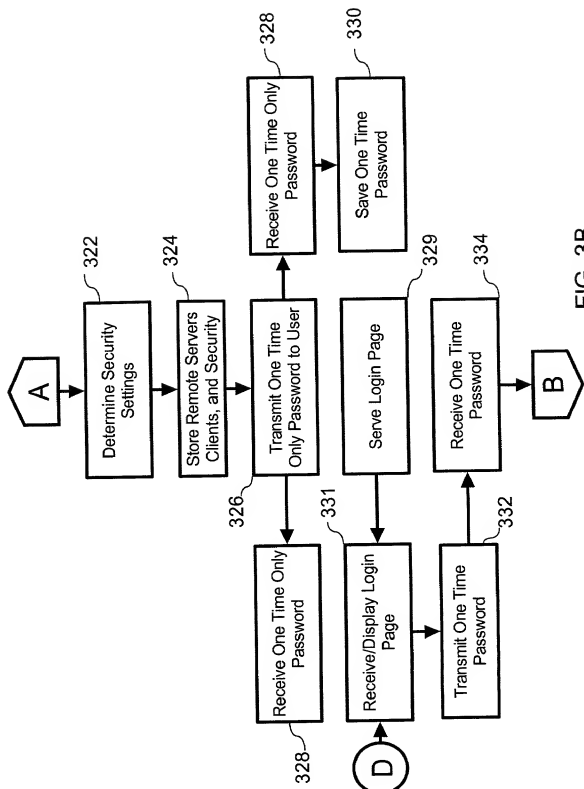 A
322
Determine Security
Settings
324
Store Remote Servers
Clients, and Security
326
Transmit One Time
Only Password to User
328
Receive One Time Only
Password
330
Save One Time
Password
328
Receive One Time Only
Password
329
Serve Login Page
331
Receive/Display Login
Page
D
332
Transmit One Time
Password
334
Receive One Time
Password
B
FIG. 3B